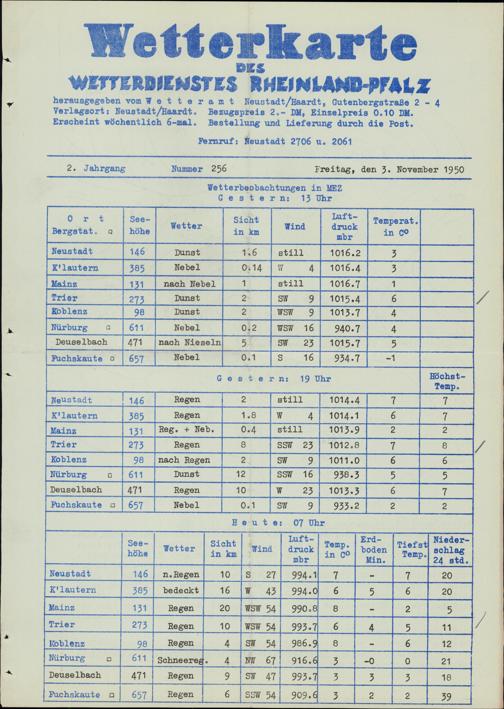 Wetterkarte
DES
WETTERDIENSTES RHEINLAND-PFALZ
herausgegeben vom W e t t e r a m t Neustadt/Haardt, Gutenbergstraße 2 - 4
Verlagsort: Neustadt/Haardt. Bezugspreis 2.- DM, Einzelpreis 0.10 DM.
Erscheint wöchentlich 6-mal. Bestellung und Lieferung durch die Post.
Fernruf: Neustadt 2706 u. 2061
2. Jahrgang Nummer 256 Freitag, den 3. November 1950
Wetterbeobachtungen in MEZ
G e s t e r n : 13 Uhr
O r t See- Wetter Sicht Wind Luft- Temperat.
Bergstat. □ höhe in km druck in C°
mbr
Neustadt 146 Dunst 1.6 still 1016.2 3
K'lautern 385 Nebel 0.14 W 4 1016.4 3
Mainz 131 nach Nebel 1 still 1016.7 1
Trier 273 Dunst 2 SW 9 1015.4 6
Koblenz 98 Dunst 2 WSW 9 1013.7 4
Nürburg □ 611 Nebel 0.2 WSW 16 940.7 4
Deuselbach 471 nach Nieseln 5 SW 23 1015.7 5
Fuchskaute □ 657 Nebel 0.1 S 16 934.7 -1
G e s t e r n : 19 Uhr Höchst-
Temp.
Neustadt 146 Regen 2 still 1014.4 7 7
K'lautern 385 Regen 1.8 W 4 1014.1 6 7
Mainz 131 Reg. + Neb. 0.4 still 1013.9 2 2
Trier 273 Regen 8 SSW 23 1012.8 7 8
Koblenz 98 nach Regen 2 SW 9 1011.0 6 6
Nürburg □ 611 Dunst 12 SSW 16 938.3 5 5
Deuselbach 471 Regen 10 W 23 1013.3 6 7
Fuchskaute □ 657 Nebel 0.1 SW 9 933.2 2 2
H e u t e : 07 Uhr
See- Wetter Sicht Wind Luft- Temp. Erd- Tiefst Nieder-
höhe in km druck in C° boden Temp. schlag
mbr Min. 24 std.
Neustadt 146 n.Regen 10 S 27 994.1 7 - 7 20
K'lautern 385 bedeckt 16 W 43 994.0 6 5 6 20
Mainz 131 Regen 20 WSW 54 990.8 8 - 2 5
Trier 273 Regen 10 WSW 54 993.7 6 4 5 11
Koblenz 98 Regen 4 SW 54 986.9 8 - 6 12
Nürburg □ 611 Schneereg. 4 NW 67 916.6 3 -0 0 21
Deuselbach 471 Regen 9 SW 47 993.7 3 3 3 18
Fuchskaute □ 657 Regen 6 SSW 54 909.6 3 2 2 39